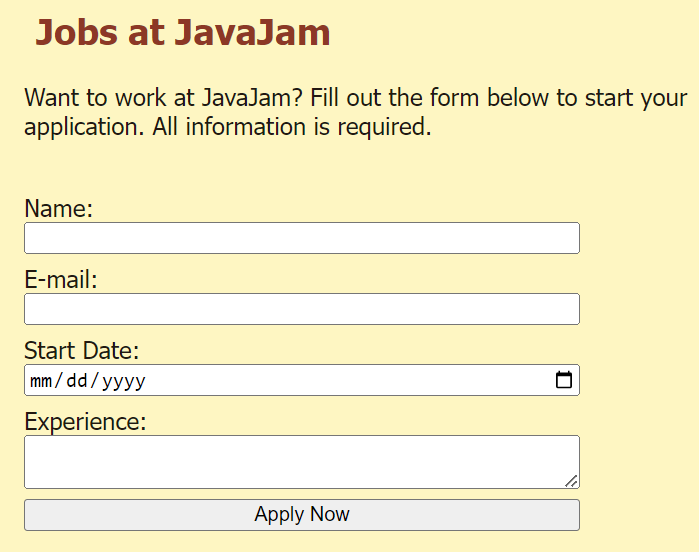 Jobs at JavaJam
Want to work at JavaJam? Fill out the form below to start your
application. All information is required.
Name:
E-mail:
Start Date:
mm/dd/yyyy
Experience:
Apply Now